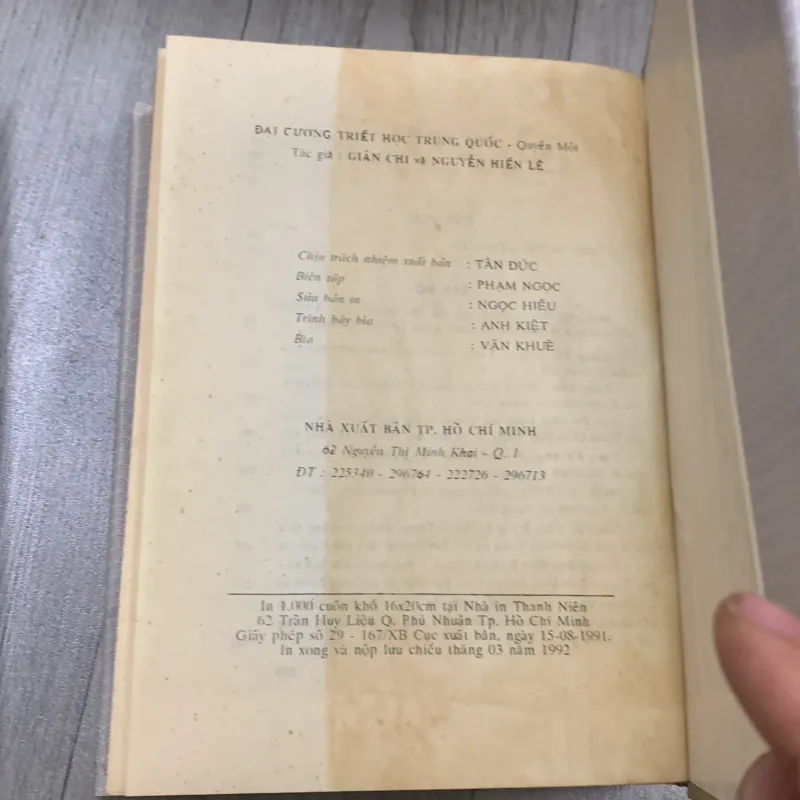 ĐẠI CƯƠNG TRIẾT HỌC TRUNG QUỐC - Quyển Một
Tác giả : GIẢN CHI và NGUYỄN HIẾN LÊ
Chịu trách nhiệm xuất bản : TẤN ĐỨC
Biên tập : PHẠM NGỌC
Sửa bản in : NGỌC HIẾU
Trình bày bìa : ANH KIỆT
Bìa : VĂN KHUÊ
NHÀ XUẤT BẢN TP. HỒ CHÍ MINH
62 Nguyễn Thị Minh Khai - Q. 1
ĐT : 225340 - 296764 - 222726 - 296713
In 1.000 cuốn khổ 16x20cm tại Nhà in Thanh Niên
62 Trần Huy Liệu Q. Phú Nhuận Tp. Hồ Chí Minh
Giấy phép số 29 - 167/XB Cục xuất bản, ngày 15-08-1991.
In xong và nộp lưu chiểu tháng 03 năm 1992